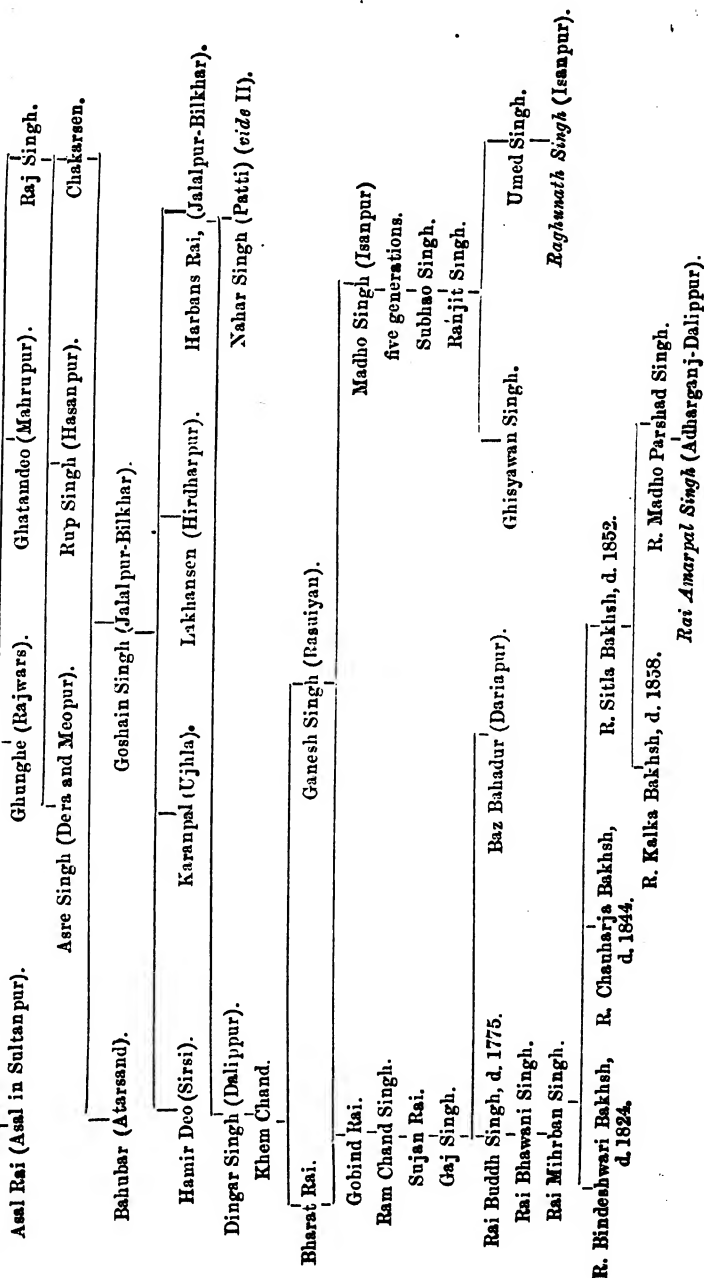 Asal Rai (Asal in Sultanpur). Ghunghe (Rajwars). Ghatamdeo (Mahrupur). Raj Singh.
Asre Singh (Dera and Meopur). Rup Singh (Hasanpur). Chakarsen.
Bahubar (Atarsand). Goshain Singh (Jalalpur-Bilkhar).
Hamir Deo (Sirsi). Karanpal (Ujhla). Lakhansen (Hirdharpur). Harbans Rai, (Jalalpur-Bilkhar).
Dingar Singh (Dalippur). Nahar Singh (Patti) (vide II).
Khem Chand.
Bharat Rai. Ganesh Singh (Rasuiyan).
Gobind Rai. Madho Singh (Isanpur)
Ram Chand Singh. five generations.
Sujan Rai. Subhao Singh.
Gaj Singh. Ranjit Singh.
Rai Buddh Singh, d. 1775. Baz Bahadur (Dariapur). Ghisyawan Singh. Umed Singh.
Rai Bhawani Singh. Raghunath Singh (Isanpur).
Rai Mihrban Singh.
R. Bindeshwari Bakhsh, R. Chauharja Bakhsh, R. Sitla Bakhsh, d. 1852.
d. 1824. d. 1844.
R. Kalka Bakhsh, d. 1858. R. Madho Parshad Singh.
Rai Amarpal Singh (Adharganj-Dalippur).